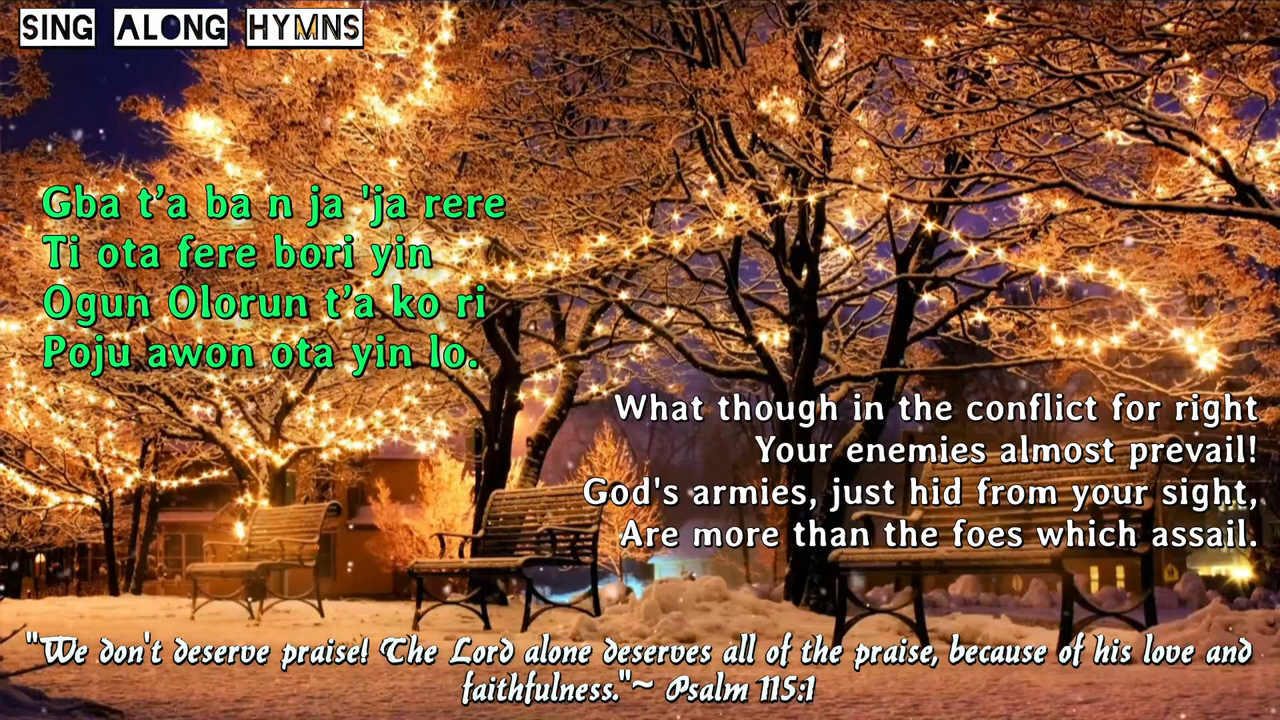 SING ALONG HYMNS
Gba t’a ba n ja 'ja rere
Ti ota fere bori yin
Ogun Olorun t’a ko ri
Poju awon ota yin lo.
What though in the conflict for right
Your enemies almost prevail!
God's armies, just hid from your sight,
Are more than the foes which assail.
"We don't deserve praise! The Lord alone deserves all of the praise, because of his love and
faithfulness."~ Psalm 115:1